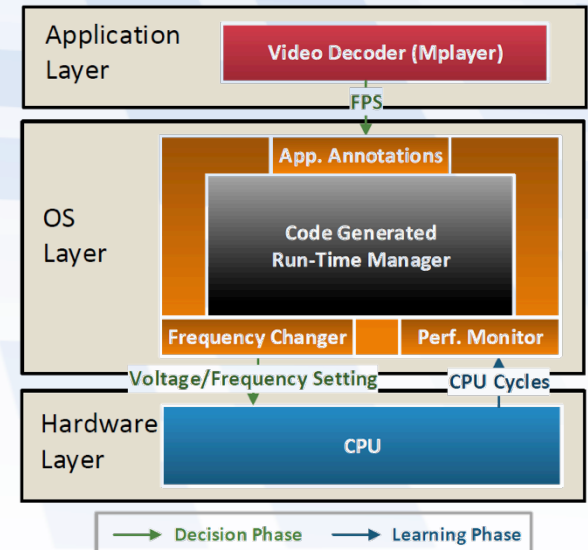 Application
Layer
Video Decoder (Mplayer)
FPS
App. Annotations
OS
Layer
Code Generated
Run-Time Manager
Frequency Changer
Perf. Monitor
Voltage/Frequency Setting
CPU Cycles
Hardware
Layer
CPU
Decision Phase
Learning Phase